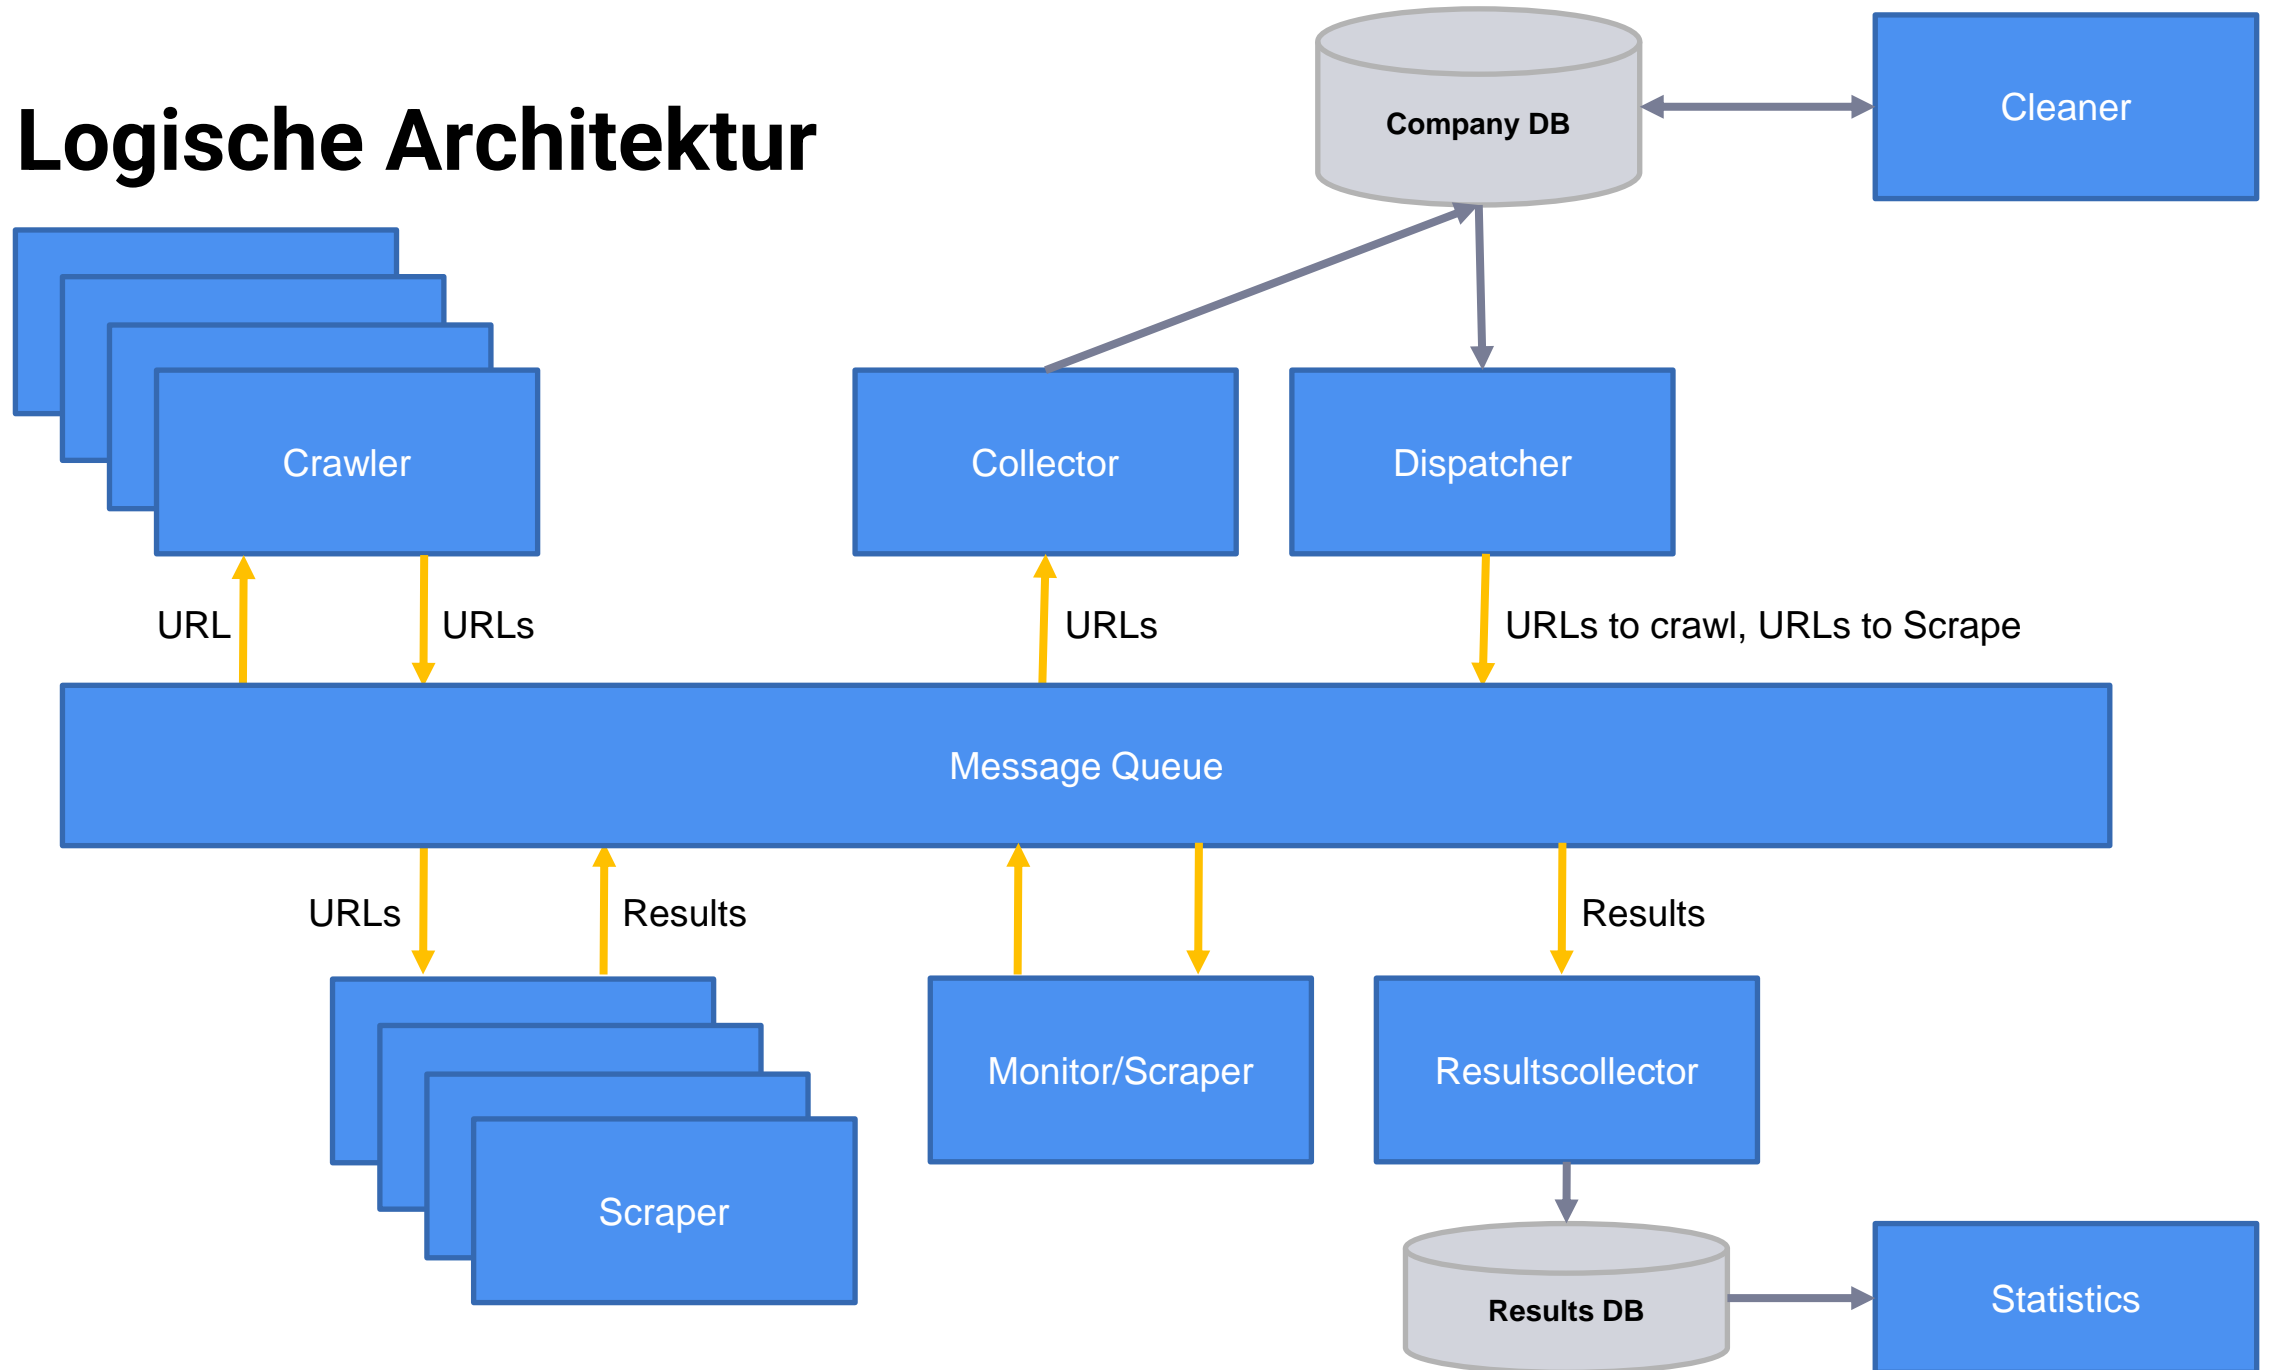 Logische Architektur
Company DB
Cleaner
Crawler
Collector
Dispatcher
URL
URLs
URLs
URLs to crawl, URLs to Scrape
Message Queue
URLs
Results
Results
Monitor/Scraper
Resultscollector
Scraper
Results DB
Statistics